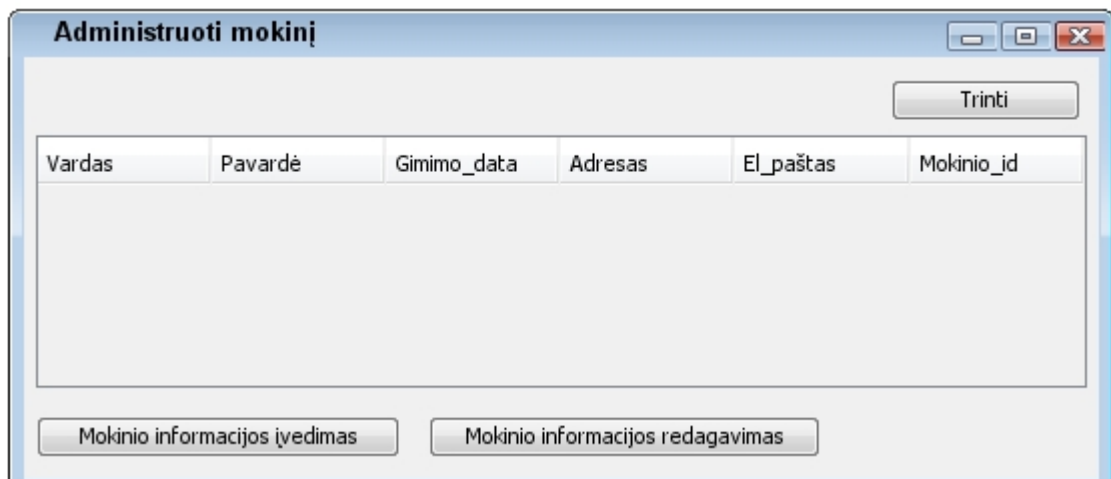 Administruoti mokinį
Trinti
Vardas Pavardė Gimimo_data Adresas El_paštas Mokinio_id
Mokinio informacijos įvedimas Mokinio informacijos redagavimas